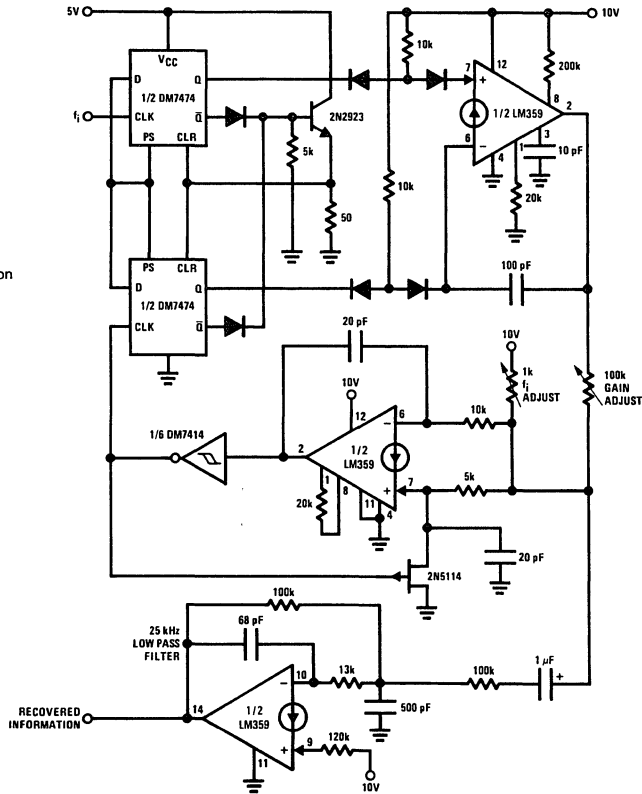 5V
10V
VCC
D
Q
1/2 DM7474
fi
CLK
Q̅
PS
CLR
2N2923
5k
50
10k
10k
7
+
12
200k
8
2
1/2 LM359
6
−
4
1
3
10 pF
20k
on
PS
CLR
D
Q
1/2 DM7474
CLK
Q̅
100 pF
20 pF
10V
12
10V
1k
fi
ADJUST
100k
GAIN
ADJUST
1/6 DM7414
2
−
6
10k
1/2
LM359
+
7
5k
1
20k
8
11
4
2N5114
20 pF
100k
68 pF
25 kHz
LOW PASS
FILTER
10
−
13k
100k
1 µF
+
500 pF
RECOVERED
INFORMATION
14
1/2
LM359
+
9
120k
11
10V